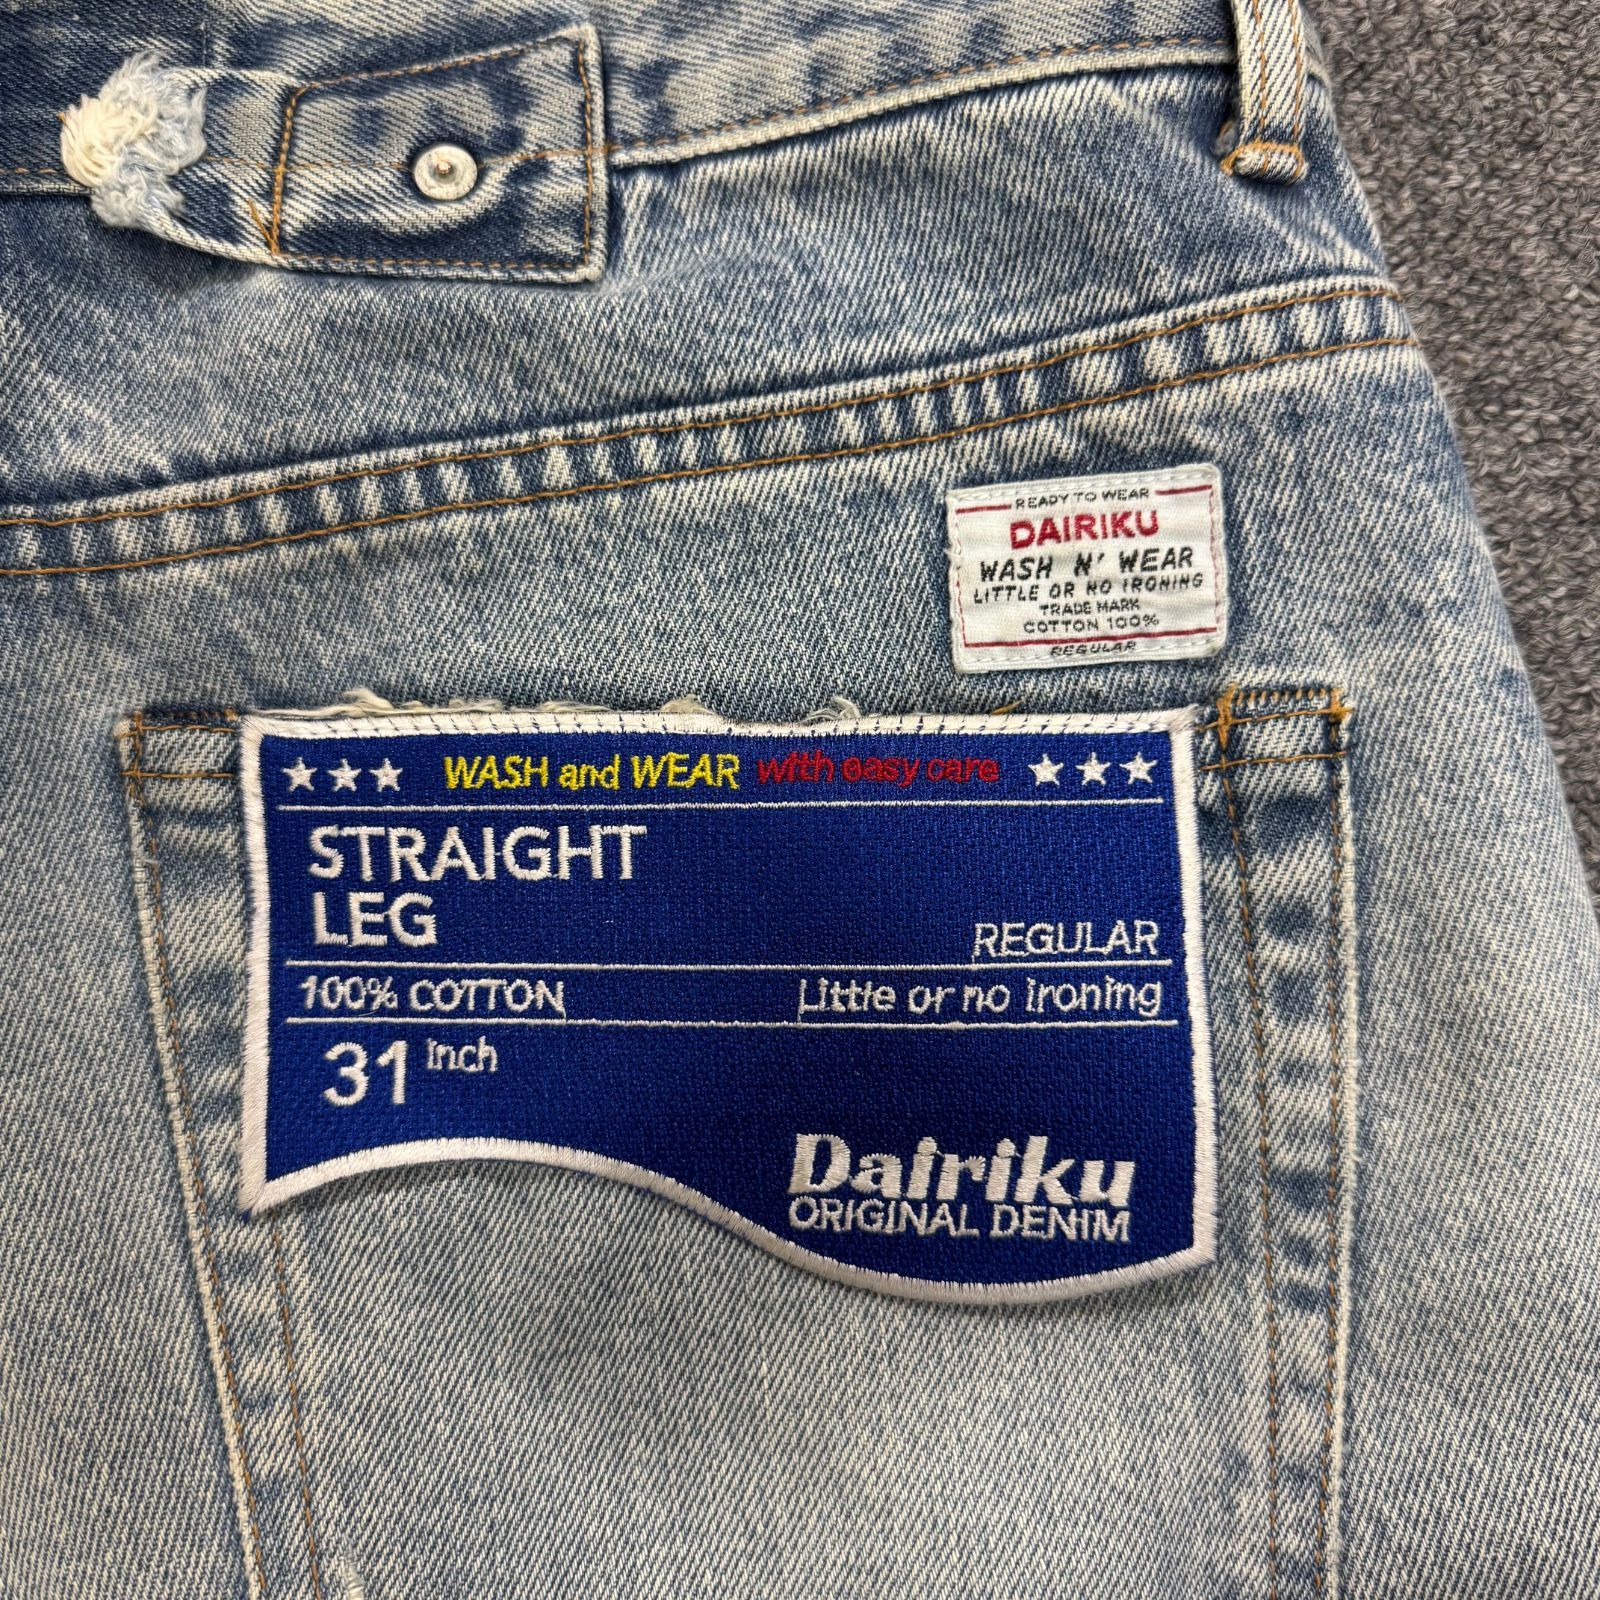 READY TO WEAR
DAIRIKU
WASH N' WEAR
LITTLE OR NO IRONING
TRADE MARK
COTTON 100%
REGULAR
WASH and WEAR with easy care
STRAIGHT
LEG
REGULAR
100% COTTON Little or no ironing
31 inch
Dairiku
ORIGINAL DENIM